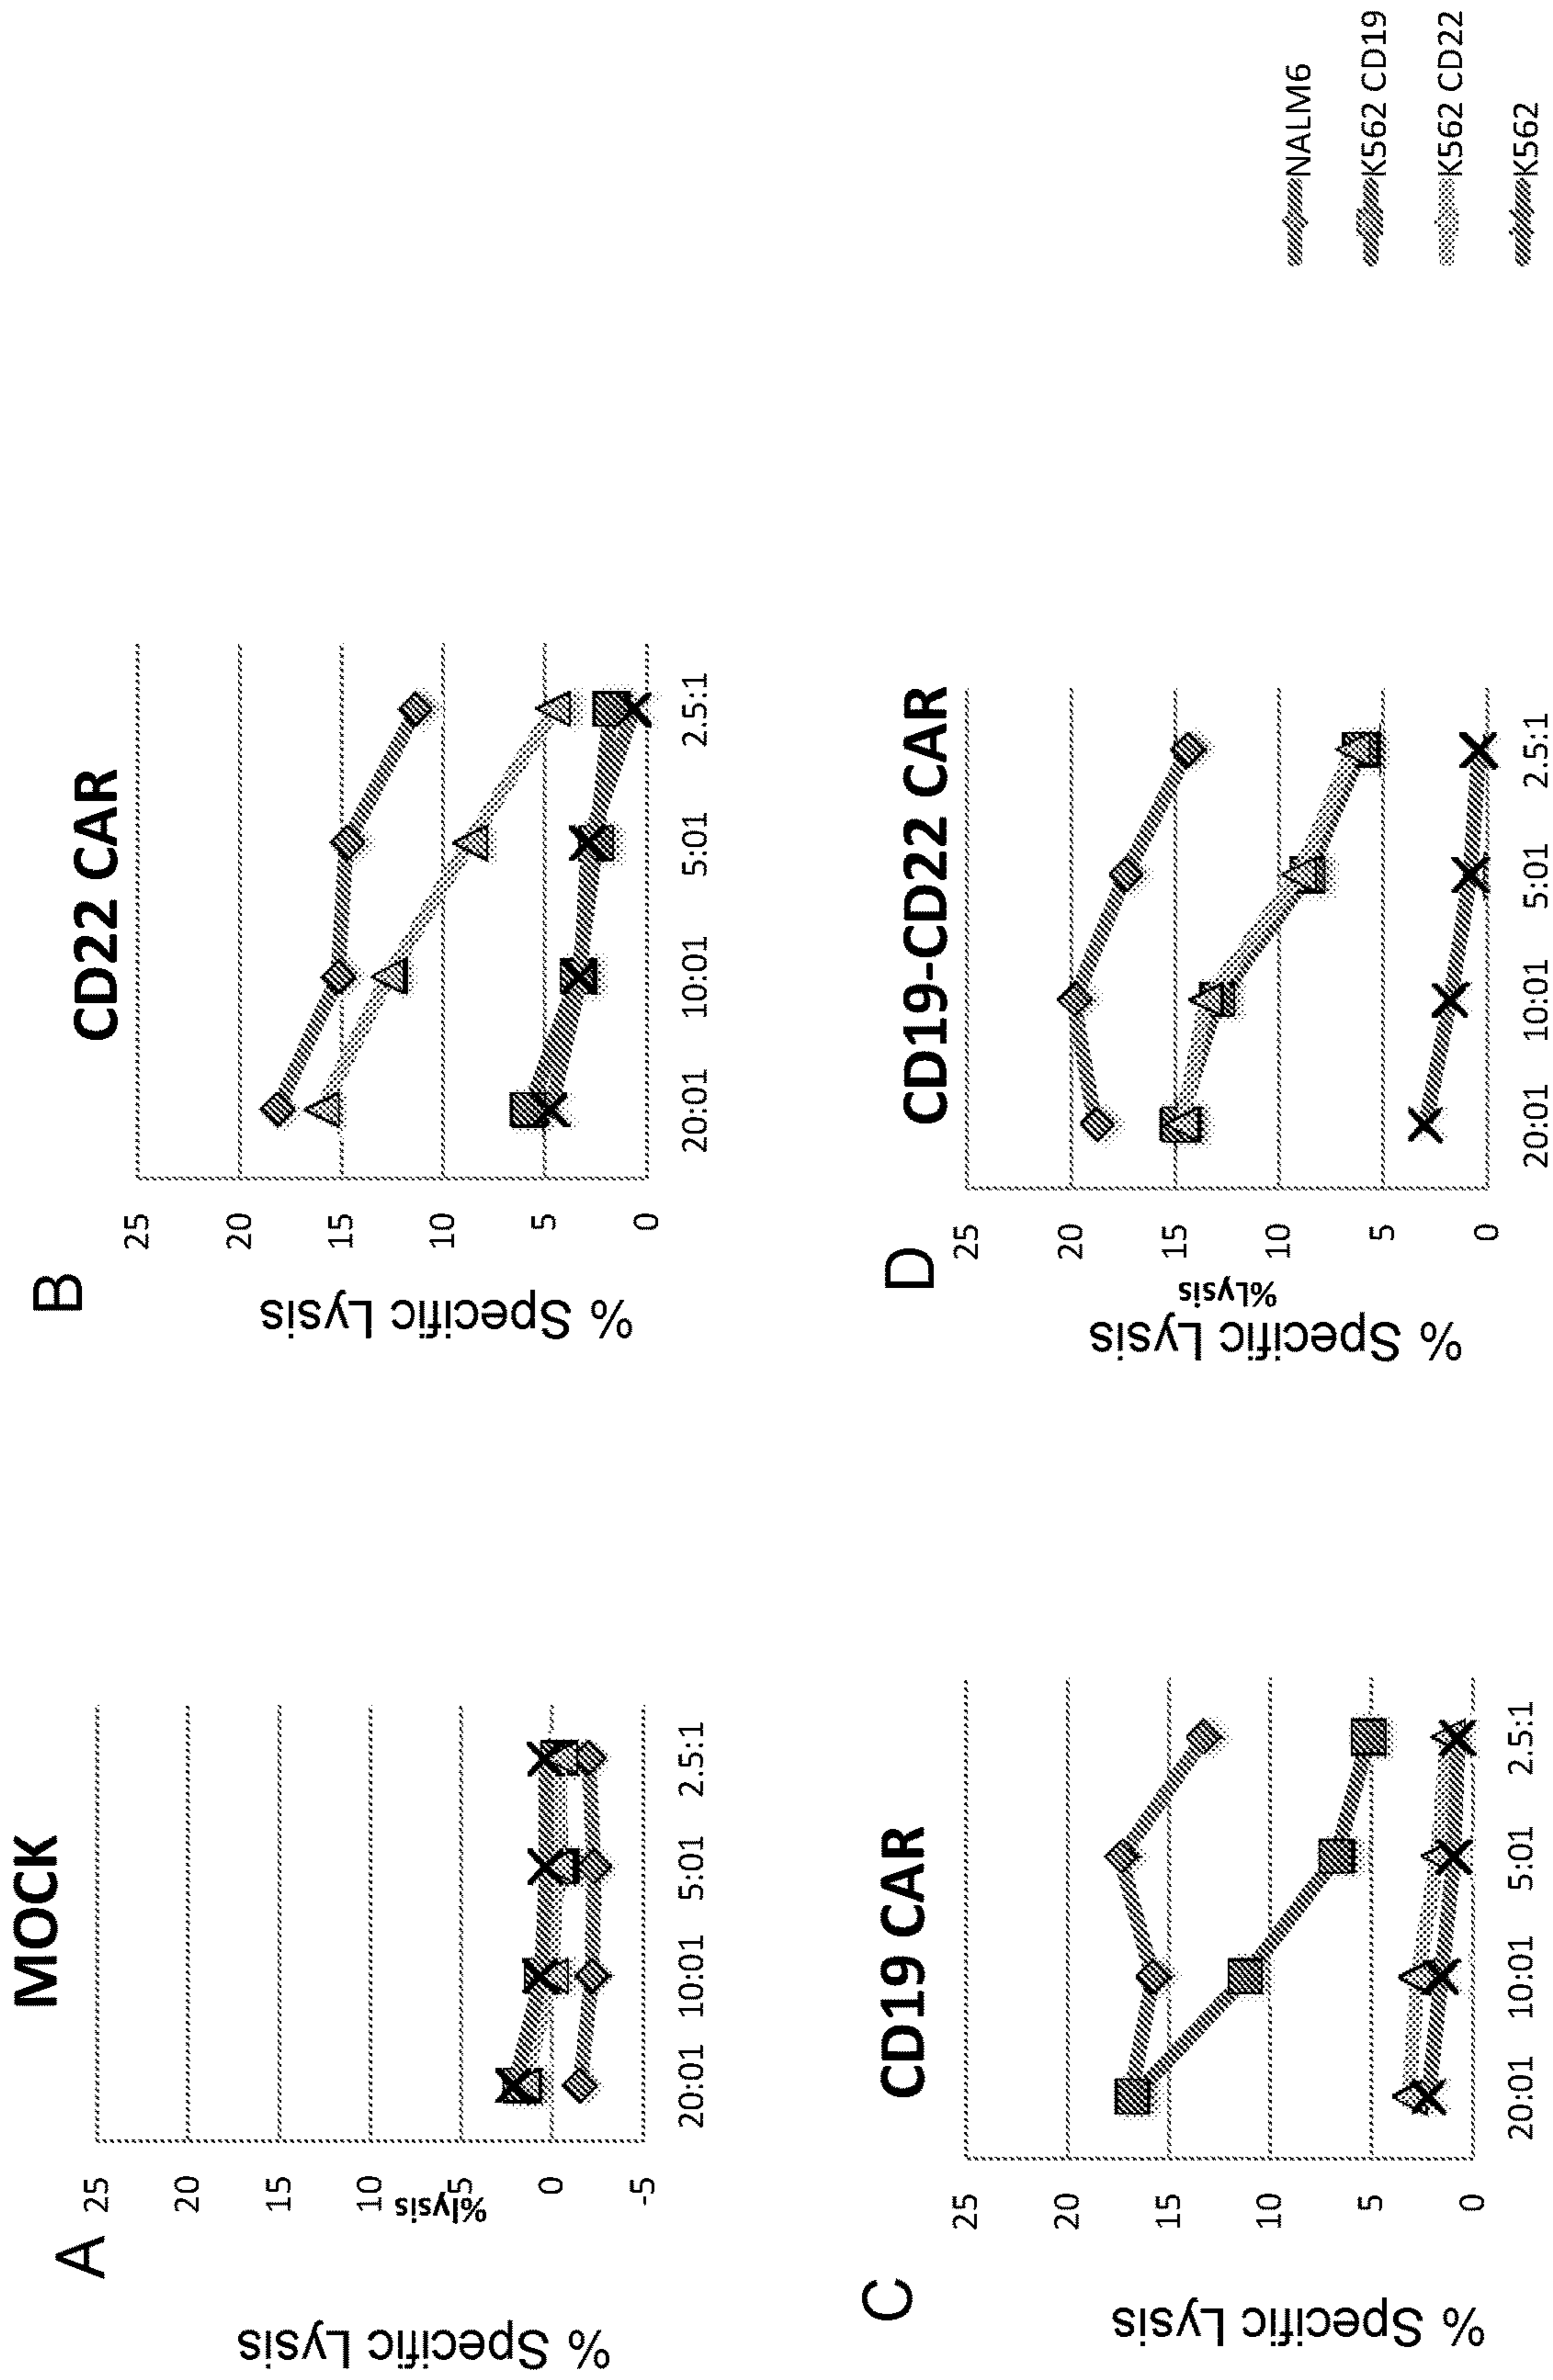 A
MOCK
% Specific Lysis
%lysis
25
20
15
10
5
0
-5
20:01
10:01
5:01
2.5:1
B
CD22 CAR
% Specific Lysis
25
20
15
10
5
0
20:01
10:01
5:01
2.5:1
C
CD19 CAR
% Specific Lysis
25
20
15
10
5
0
20:01
10:01
5:01
2.5:1
D
CD19-CD22 CAR
% Specific Lysis
%Lysis
25
20
15
10
5
0
20:01
10:01
5:01
2.5:1
NALM6
K562 CD19
K562 CD22
K562